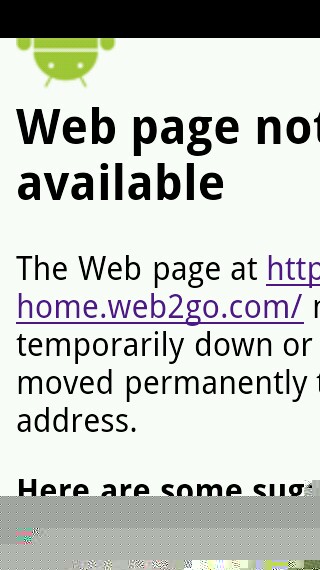 Web page not
available
The Web page at http
home.web2go.com/
temporarily down or
moved permanently
address.
Here are some